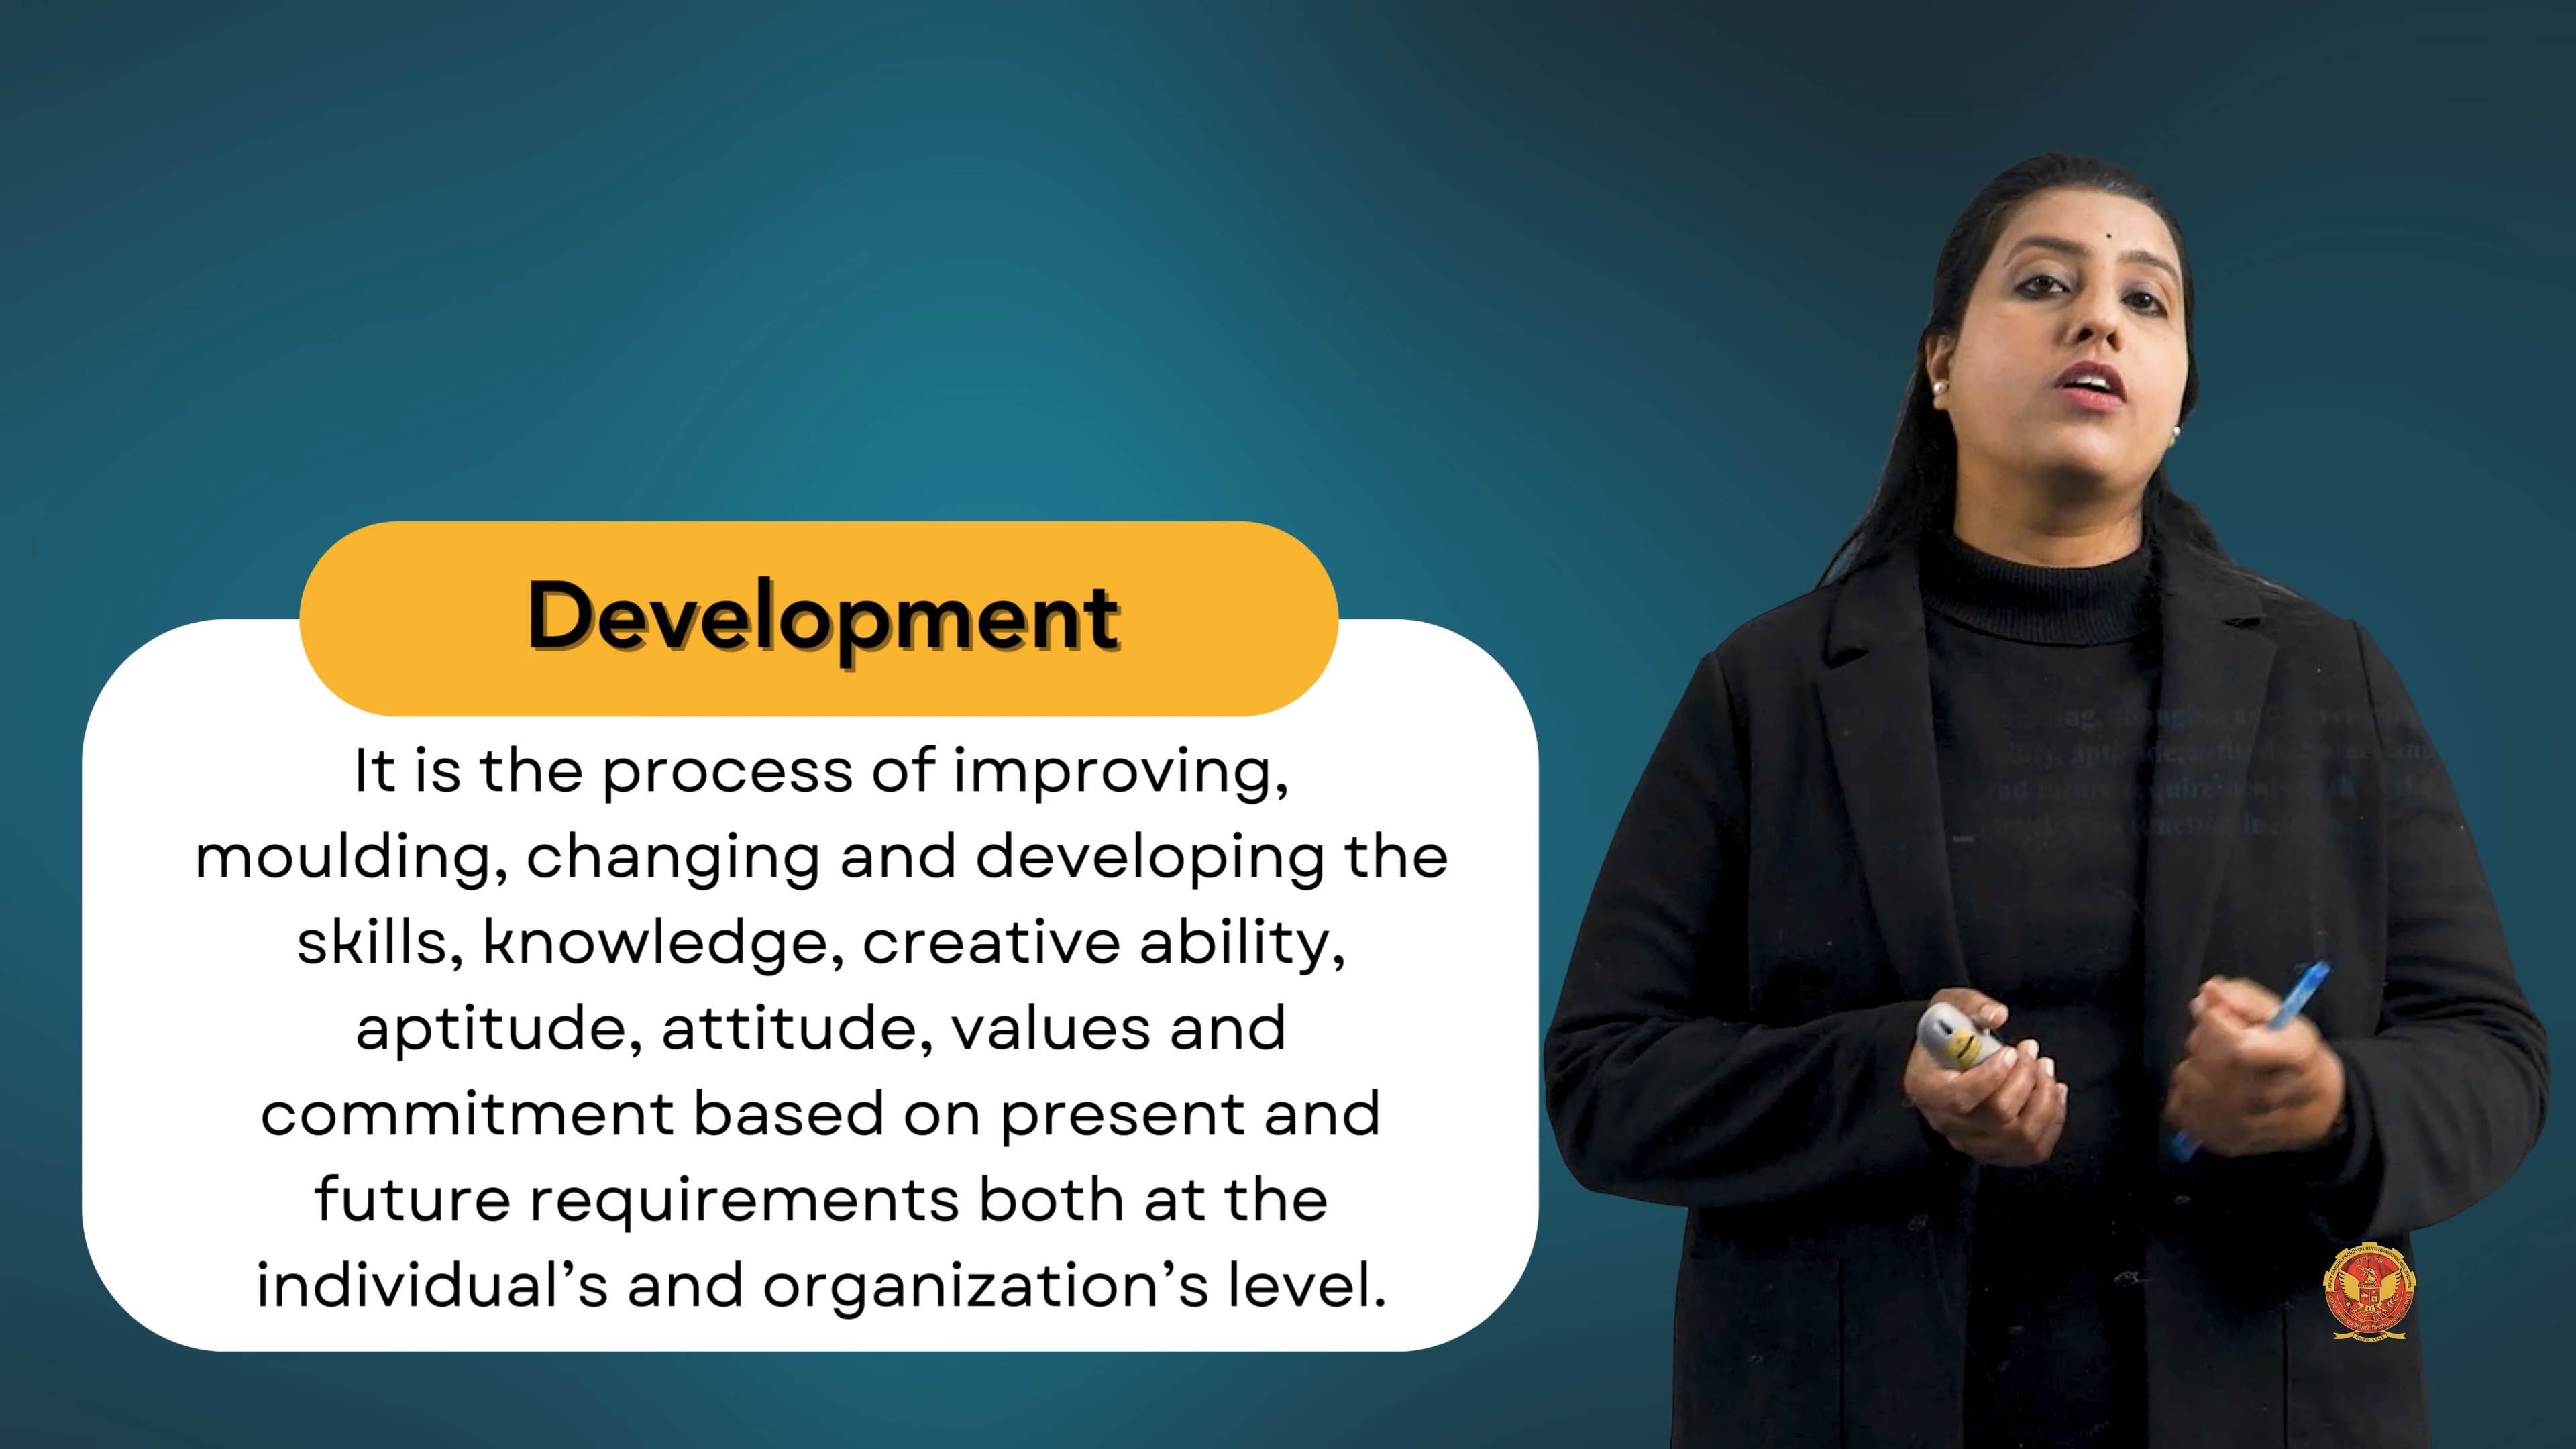 Development
It is the process of improving,
moulding, changing and developing the
skills, knowledge, creative ability,
aptitude, attitude, values and
commitment based on present and
future requirements both at the
individual’s and organization’s level.